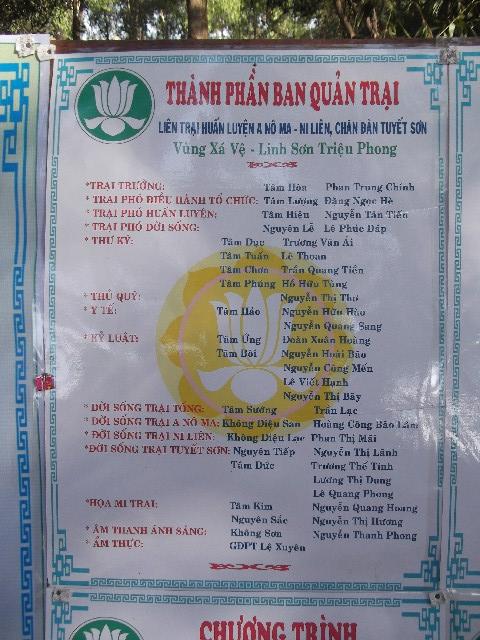 THÀNH PHẦN BAN QUẢN TRẠI
LIÊN TRẠI HUẤN LUYỆN A NÔ MA - NI LIÊN, CHÂN ĐÀN TUYẾT SƠN
Vùng Xá Vệ - Linh Sơn Triệu Phong
* TRẠI TRƯỞNG: Tâm Hòa Phan Trung Chính
* TRẠI PHÓ ĐIỀU HÀNH TỔ CHỨC: Tâm Lượng Đặng Ngọc Hè
* TRẠI PHÓ HUẤN LUYỆN: Tâm Hiệu Nguyễn Tấn Tiến
* TRẠI PHÓ ĐỜI SỐNG: Nguyên Lễ Lê Phúc Đáp
* THƯ KÝ: Tâm Dục Trương Văn Ái
Tâm Tuấn Lê Thoan
Tâm Chơn Trần Quang Tiễn
Tâm Phùng Hồ Hữu Tùng
* THỦ QUỸ: Nguyễn Thị Thơ
* Y TẾ: Tâm Hảo Nguyễn Hữu Hào
Nguyễn Quang Sang
* KỶ LUẬT: Tâm Ứng Đoàn Xuân Hoàng
Tâm Bôi Nguyễn Hoài Bão
Nguyễn Công Mến
Lê Viết Hạnh
Nguyễn Thị Bảy
* ĐỜI SỐNG TRẠI TỔNG: Tâm Sướng Trần Lạc
* ĐỜI SỐNG TRẠI A NÔ MA: Không Diệu San Hoàng Công Bảo Lâm
* ĐỜI SỐNG TRẠI NI LIÊN: Không Diệu Lạc Phan Thị Mãi
*ĐỜI SỐNG TRẠI TUYẾT SƠN: Nguyên Tiếp Nguyễn Thị Lãnh
Tâm Đức Trương Thế Tình
Lương Thị Dung
Lê Quang Phong
*HỌA MI TRẠI: Tâm Kim Nguyễn Quang Hoang
Nguyên Sắc Nguyễn Thị Hương
* ÂM THANH ÁNH SÁNG: Không Sơn Nguyễn Thanh Phong
* ẨM THỰC: GĐPT Lệ Xuyên
CHƯƠNG TRÌNH